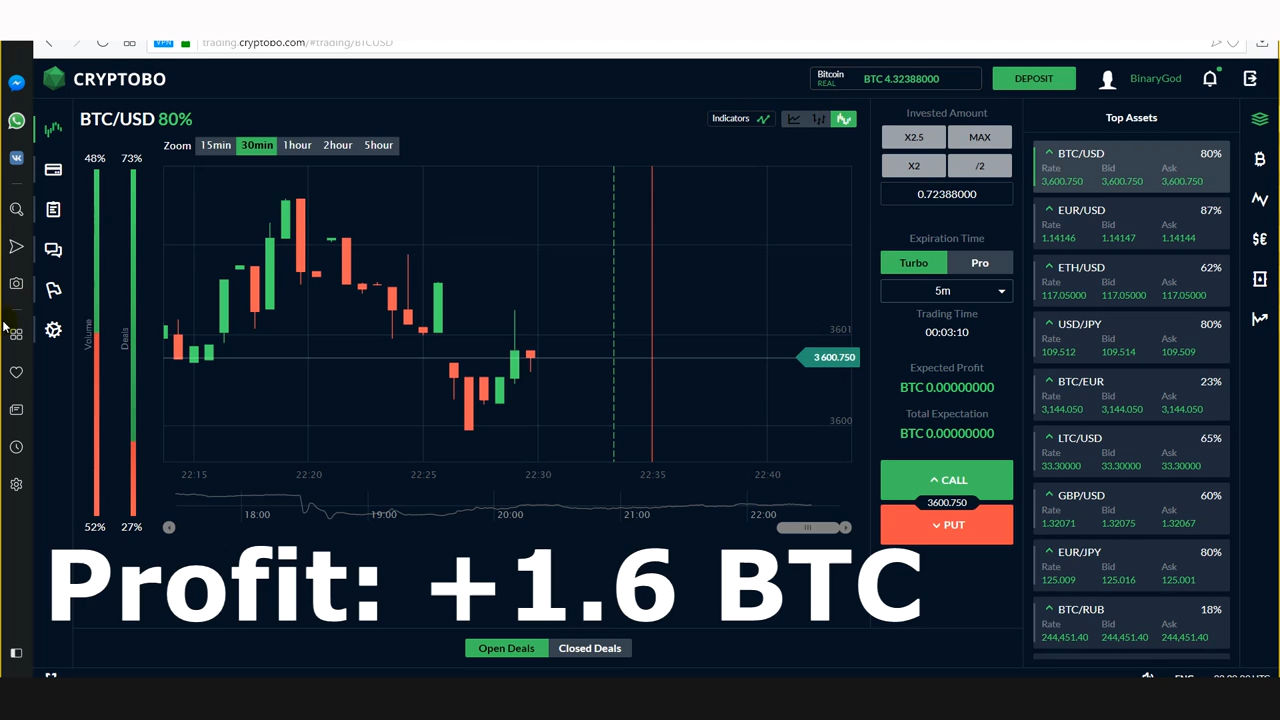 trading.cryptobo.com/#trading/BTCUSD
VPN
CRYPTOBO
Bitcoin
REAL
BTC 4.32388000
DEPOSIT
BinaryGod
BTC/USD 80%
Indicators
Zoom 15min 30min 1hour 2hour 5hour
48% 73%
Volume
Deals
52% 27%
3601
3 600.750
3600
22:15 22:20 22:25 22:30 22:35 22:40
18:00 19:00 20:00 21:00 22:00
Invested Amount
X2.5 MAX
X2 /2
0.72388000
Expiration Time
Turbo Pro
5m
Trading Time
00:03:10
Expected Profit
BTC 0.00000000
Total Expectation
BTC 0.00000000
CALL
3600.750
PUT
Top Assets
BTC/USD 80%
Rate Bid Ask
3,600.750 3,600.750 3,600.750
EUR/USD 87%
Rate Bid Ask
1.14146 1.14147 1.14144
ETH/USD 62%
Rate Bid Ask
117.05000 117.05000 117.05000
USD/JPY 80%
Rate Bid Ask
109.512 109.514 109.509
BTC/EUR 23%
Rate Bid Ask
3,144.050 3,144.050 3,144.050
LTC/USD 65%
Rate Bid Ask
33.30000 33.30000 33.30000
GBP/USD 60%
Rate Bid Ask
1.32071 1.32075 1.32067
EUR/JPY 80%
Rate Bid Ask
125.009 125.016 125.001
BTC/RUB 18%
Rate Bid Ask
244,451.40 244,451.40 244,451.40
Profit: +1.6 BTC
Open Deals Closed Deals